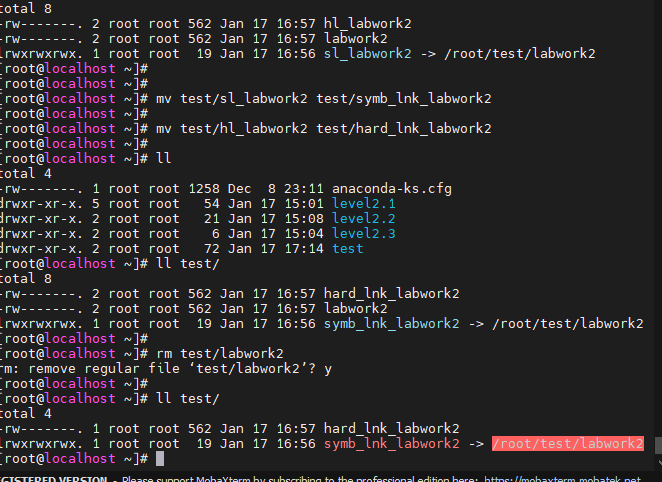 total 8
-rw-------. 2 root root 562 Jan 17 16:57 hl_labwork2
-rw-------. 2 root root 562 Jan 17 16:57 labwork2
lrwxrwxrwx. 1 root root  19 Jan 17 16:56 sl_labwork2 -> /root/test/labwork2
[root@localhost ~]#
[root@localhost ~]#
[root@localhost ~]# mv test/sl_labwork2 test/symb_lnk_labwork2
[root@localhost ~]#
[root@localhost ~]# mv test/hl_labwork2 test/hard_lnk_labwork2
[root@localhost ~]#
[root@localhost ~]# ll
total 4
-rw-------. 1 root root 1258 Dec  8 23:11 anaconda-ks.cfg
drwxr-xr-x. 5 root root   54 Jan 17 15:01 level2.1
drwxr-xr-x. 2 root root   21 Jan 17 15:08 level2.2
drwxr-xr-x. 2 root root    6 Jan 17 15:04 level2.3
drwxr-xr-x. 2 root root   72 Jan 17 17:14 test
[root@localhost ~]# ll test/
total 8
-rw-------. 2 root root 562 Jan 17 16:57 hard_lnk_labwork2
-rw-------. 2 root root 562 Jan 17 16:57 labwork2
lrwxrwxrwx. 1 root root  19 Jan 17 16:56 symb_lnk_labwork2 -> /root/test/labwork2
[root@localhost ~]#
[root@localhost ~]# rm test/labwork2
rm: remove regular file ‘test/labwork2’? y
[root@localhost ~]#
[root@localhost ~]# ll test/
total 4
-rw-------. 1 root root 562 Jan 17 16:57 hard_lnk_labwork2
lrwxrwxrwx. 1 root root  19 Jan 17 16:56 symb_lnk_labwork2 -> /root/test/labwork2
[root@localhost ~]#
EGISTERED VERSION - Please support MobaXterm by subscribing to the professional edition here: https://mobaxterm.mobatek.net